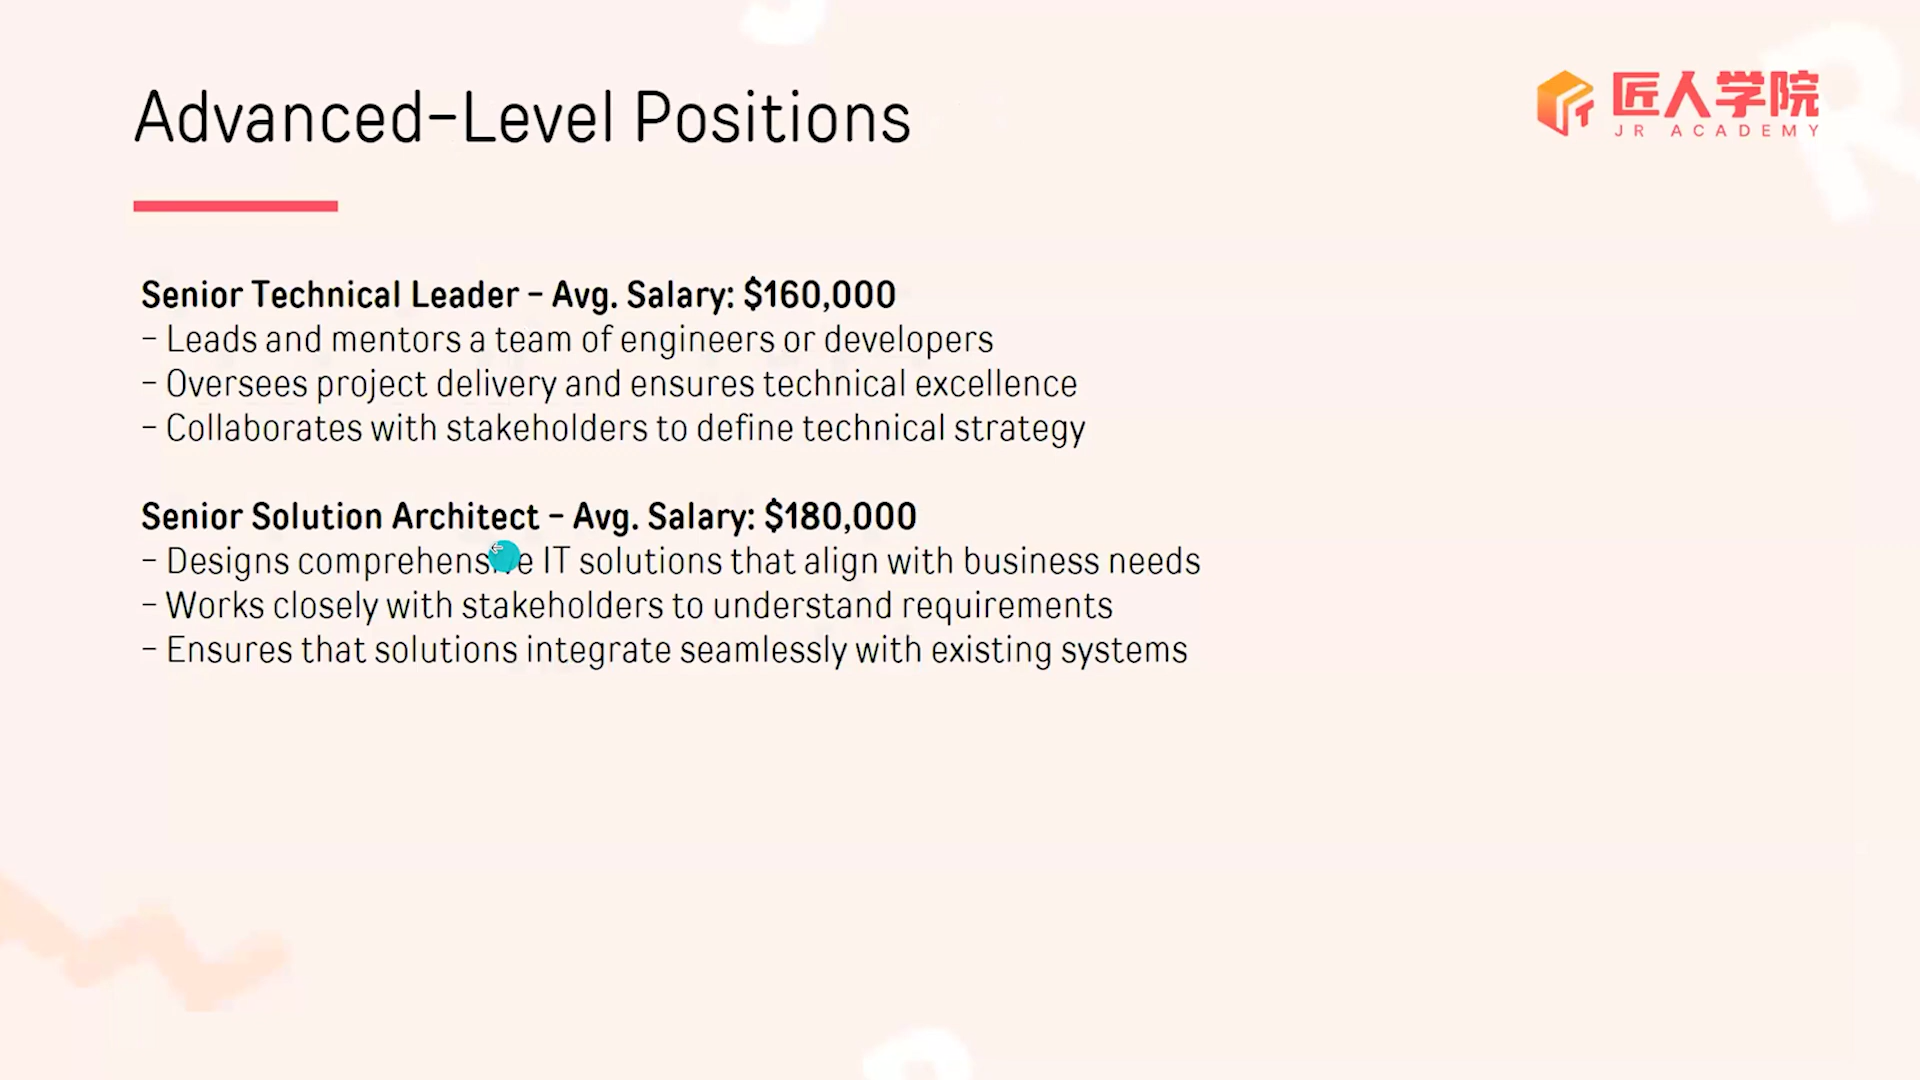 Advanced-Level Positions
匠人学院
JR ACADEMY
Senior Technical Leader - Avg. Salary: $160,000
- Leads and mentors a team of engineers or developers
- Oversees project delivery and ensures technical excellence
- Collaborates with stakeholders to define technical strategy
Senior Solution Architect - Avg. Salary: $180,000
- Designs comprehensive IT solutions that align with business needs
- Works closely with stakeholders to understand requirements
- Ensures that solutions integrate seamlessly with existing systems